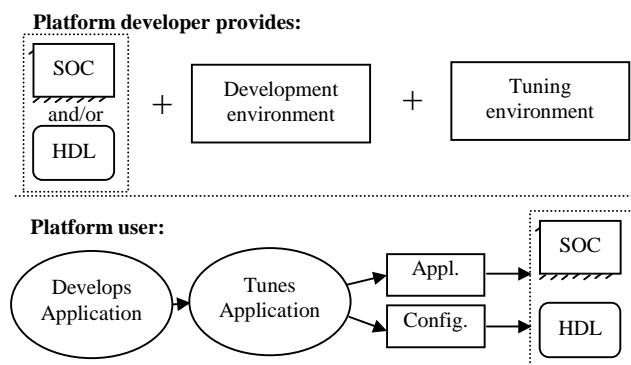 Platform developer provides:
SOC
and/or
HDL
+
Development
environment
+
Tuning
environment
Platform user:
Develops
Application
Tunes
Application
Appl.
Config.
SOC
HDL